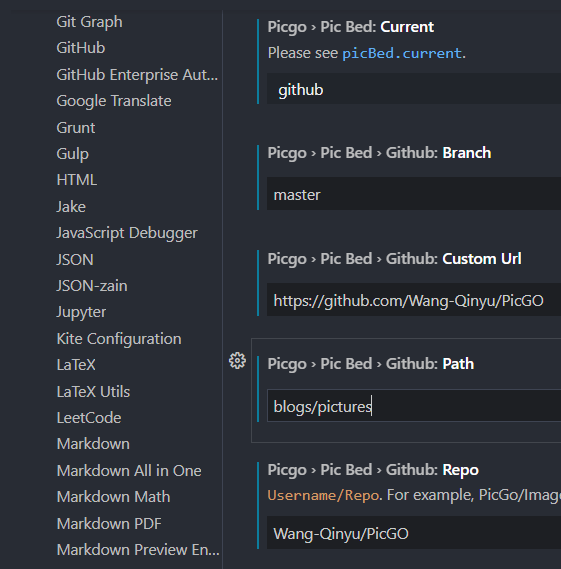 Git Graph
GitHub
GitHub Enterprise Aut...
Google Translate
Grunt
Gulp
HTML
Jake
JavaScript Debugger
JSON
JSON-zain
Jupyter
Kite Configuration
LaTeX
LaTeX Utils
LeetCode
Markdown
Markdown All in One
Markdown Math
Markdown PDF
Markdown Preview En...
Picgo › Pic Bed: Current
Please see picBed.current.
github
Picgo › Pic Bed › Github: Branch
master
Picgo › Pic Bed › Github: Custom Url
https://github.com/Wang-Qinyu/PicGO
Picgo › Pic Bed › Github: Path
blogs/pictures
Picgo › Pic Bed › Github: Repo
Username/Repo. For example, PicGo/Imag
Wang-Qinyu/PicGO